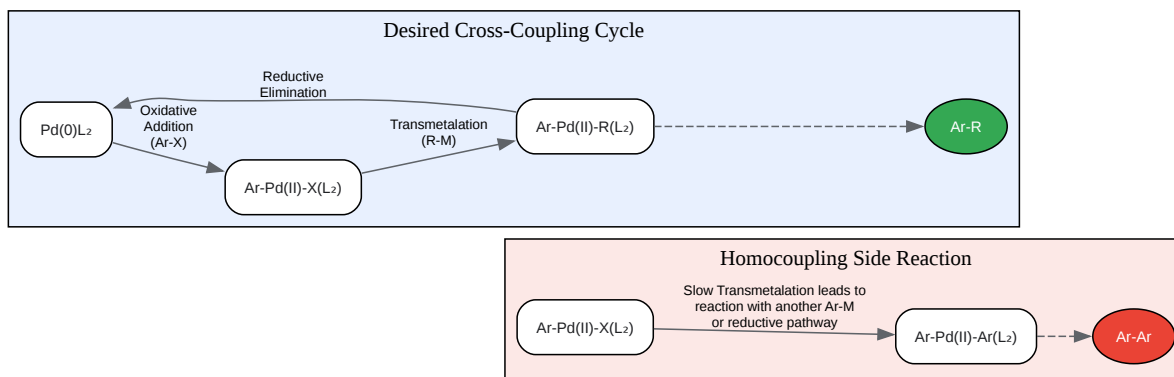 Desired Cross-Coupling Cycle
Reductive
Elimination
Pd(0)L₂
Oxidative
Addition
(Ar-X)
Ar-Pd(II)-X(L₂)
Transmetalation
(R-M)
Ar-Pd(II)-R(L₂)
Ar-R
Homocoupling Side Reaction
Ar-Pd(II)-X(L₂)
Slow Transmetalation leads to
reaction with another Ar-M
or reductive pathway
Ar-Pd(II)-Ar(L₂)
Ar-Ar